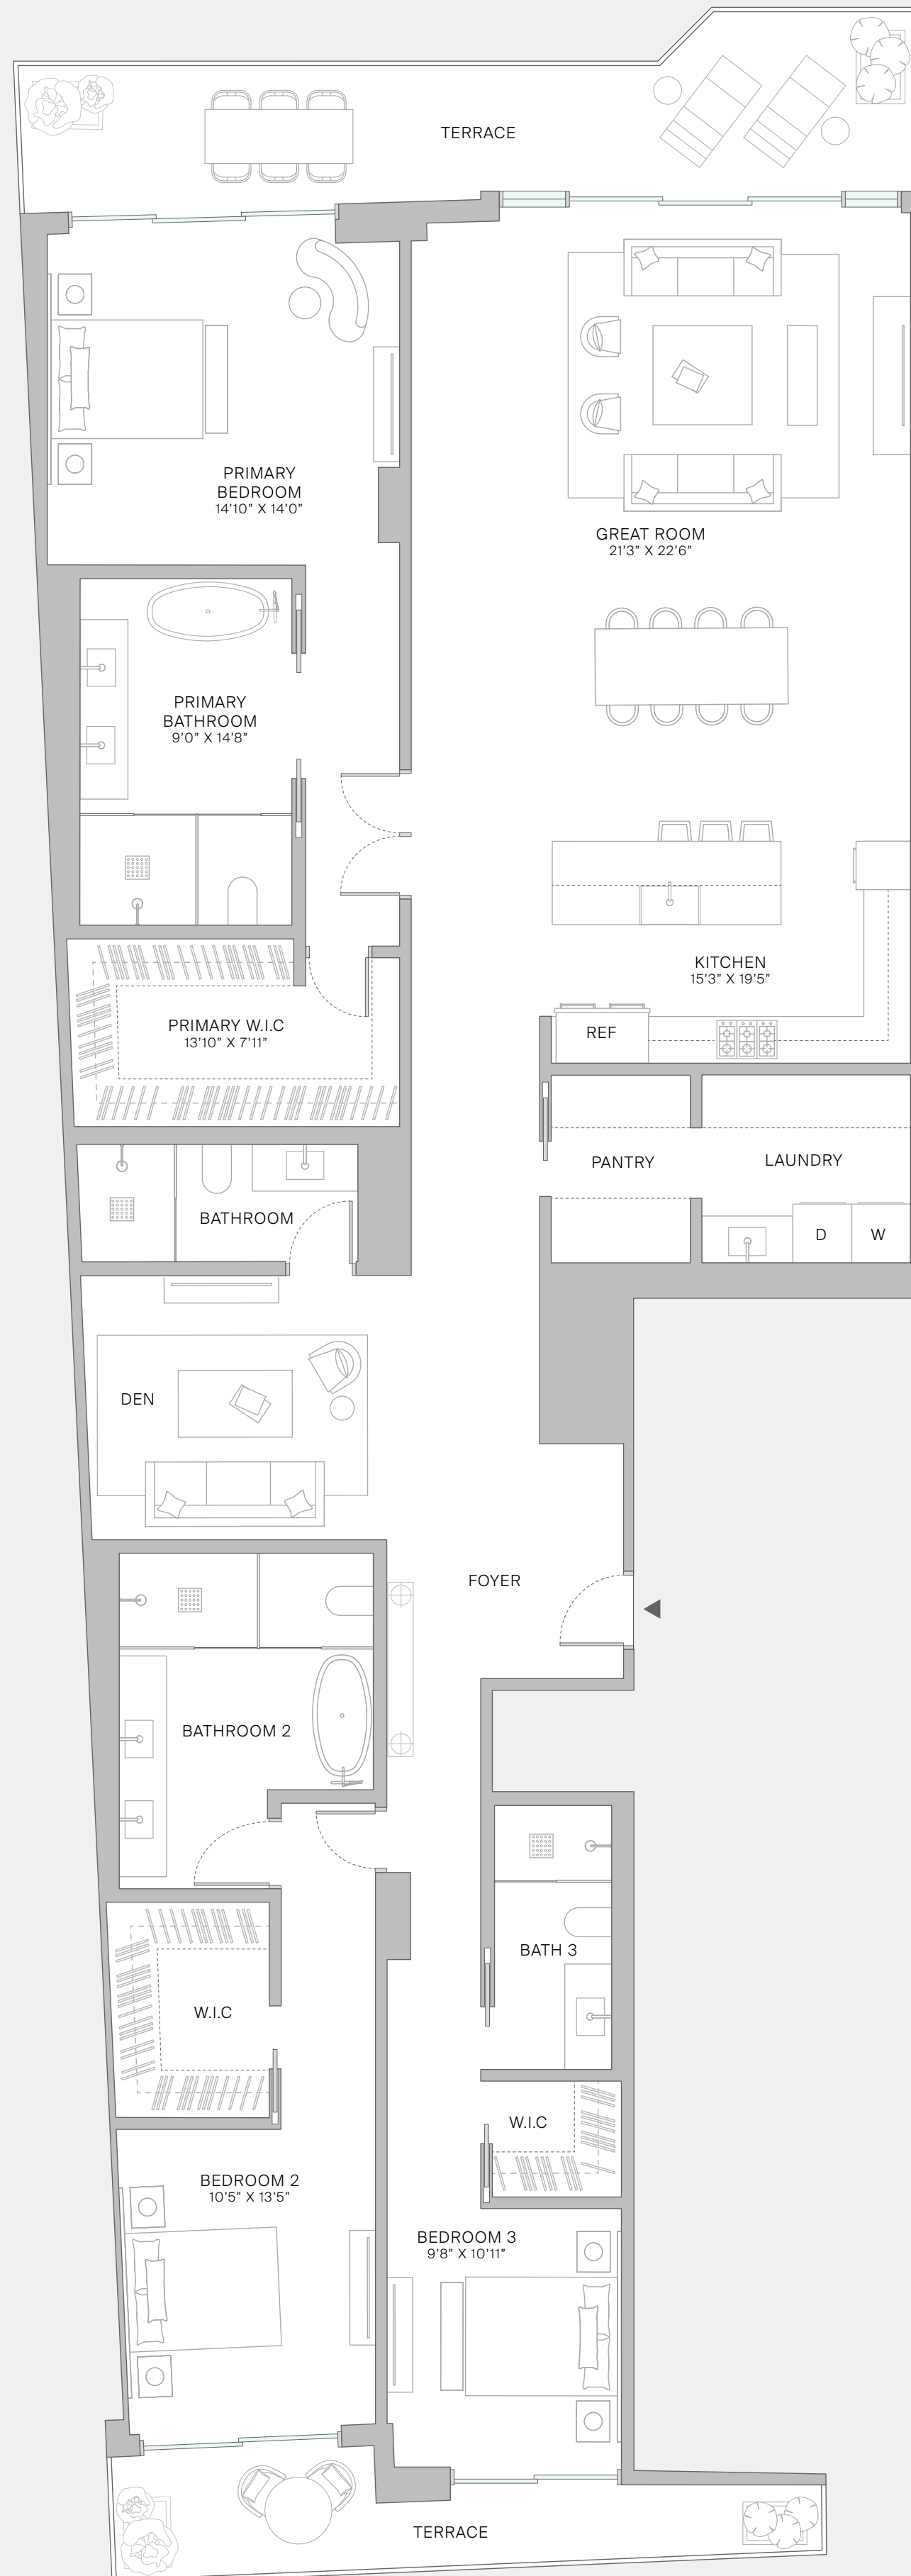 TERRACE
PRIMARY
BEDROOM
14'10" X 14'0"
GREAT ROOM
21'3" X 22'6"
PRIMARY
BATHROOM
9'0" X 14'8"
KITCHEN
15'3" X 19'5"
REF
PRIMARY W.I.C
13'10" X 7'11"
PANTRY
LAUNDRY
BATHROOM
D
W
DEN
FOYER
BATHROOM 2
BATH 3
W.I.C
W.I.C
BEDROOM 2
10'5" X 13'5"
BEDROOM 3
9'8" X 10'11"
TERRACE